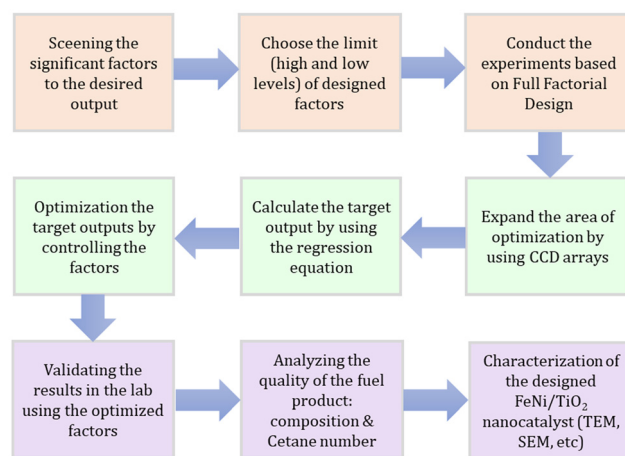 Sceening the
significant factors
to the desired
output
Choose the limit
(high and low
levels) of designed
factors
Conduct the
experiments based
on Full Factorial
Design
Expand the area of
optimization by
using CCD arrays
Calculate the target
output by using
the regression
equation
Optimization the
target outputs by
controlling the
factors
Validating the
results in the lab
using the optimized
factors
Analyzing the
quality of the fuel
product:
composition &
Cetane number
Characterization of
the designed
FeNi/TiO₂
nanocatalyst (TEM,
SEM, etc)